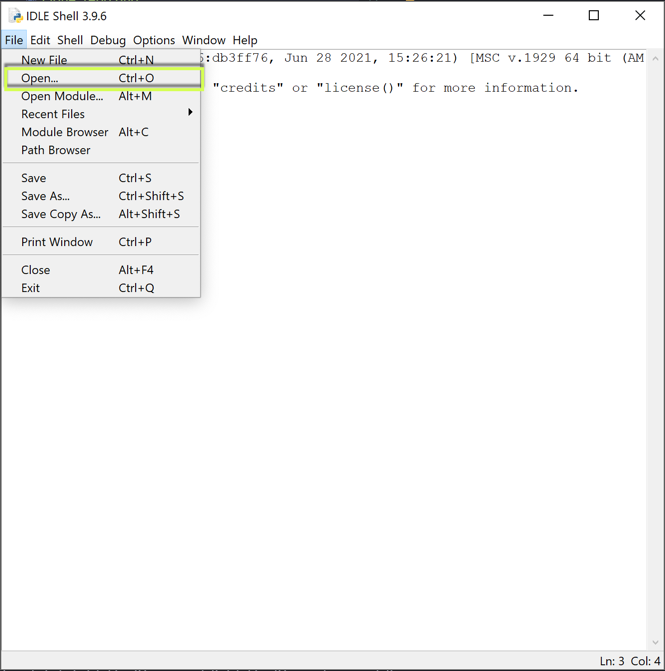 IDLE Shell 3.9.6
File Edit Shell Debug Options Window Help
New File Ctrl+N
Open... Ctrl+O
Open Module... Alt+M
Recent Files
Module Browser Alt+C
Path Browser
Save Ctrl+S
Save As... Ctrl+Shift+S
Save Copy As... Alt+Shift+S
Print Window Ctrl+P
Close Alt+F4
Exit Ctrl+Q
:db3ff76, Jun 28 2021, 15:26:21) [MSC v.1929 64 bit (AM
"credits" or "license()" for more information.
Ln: 3 Col: 4